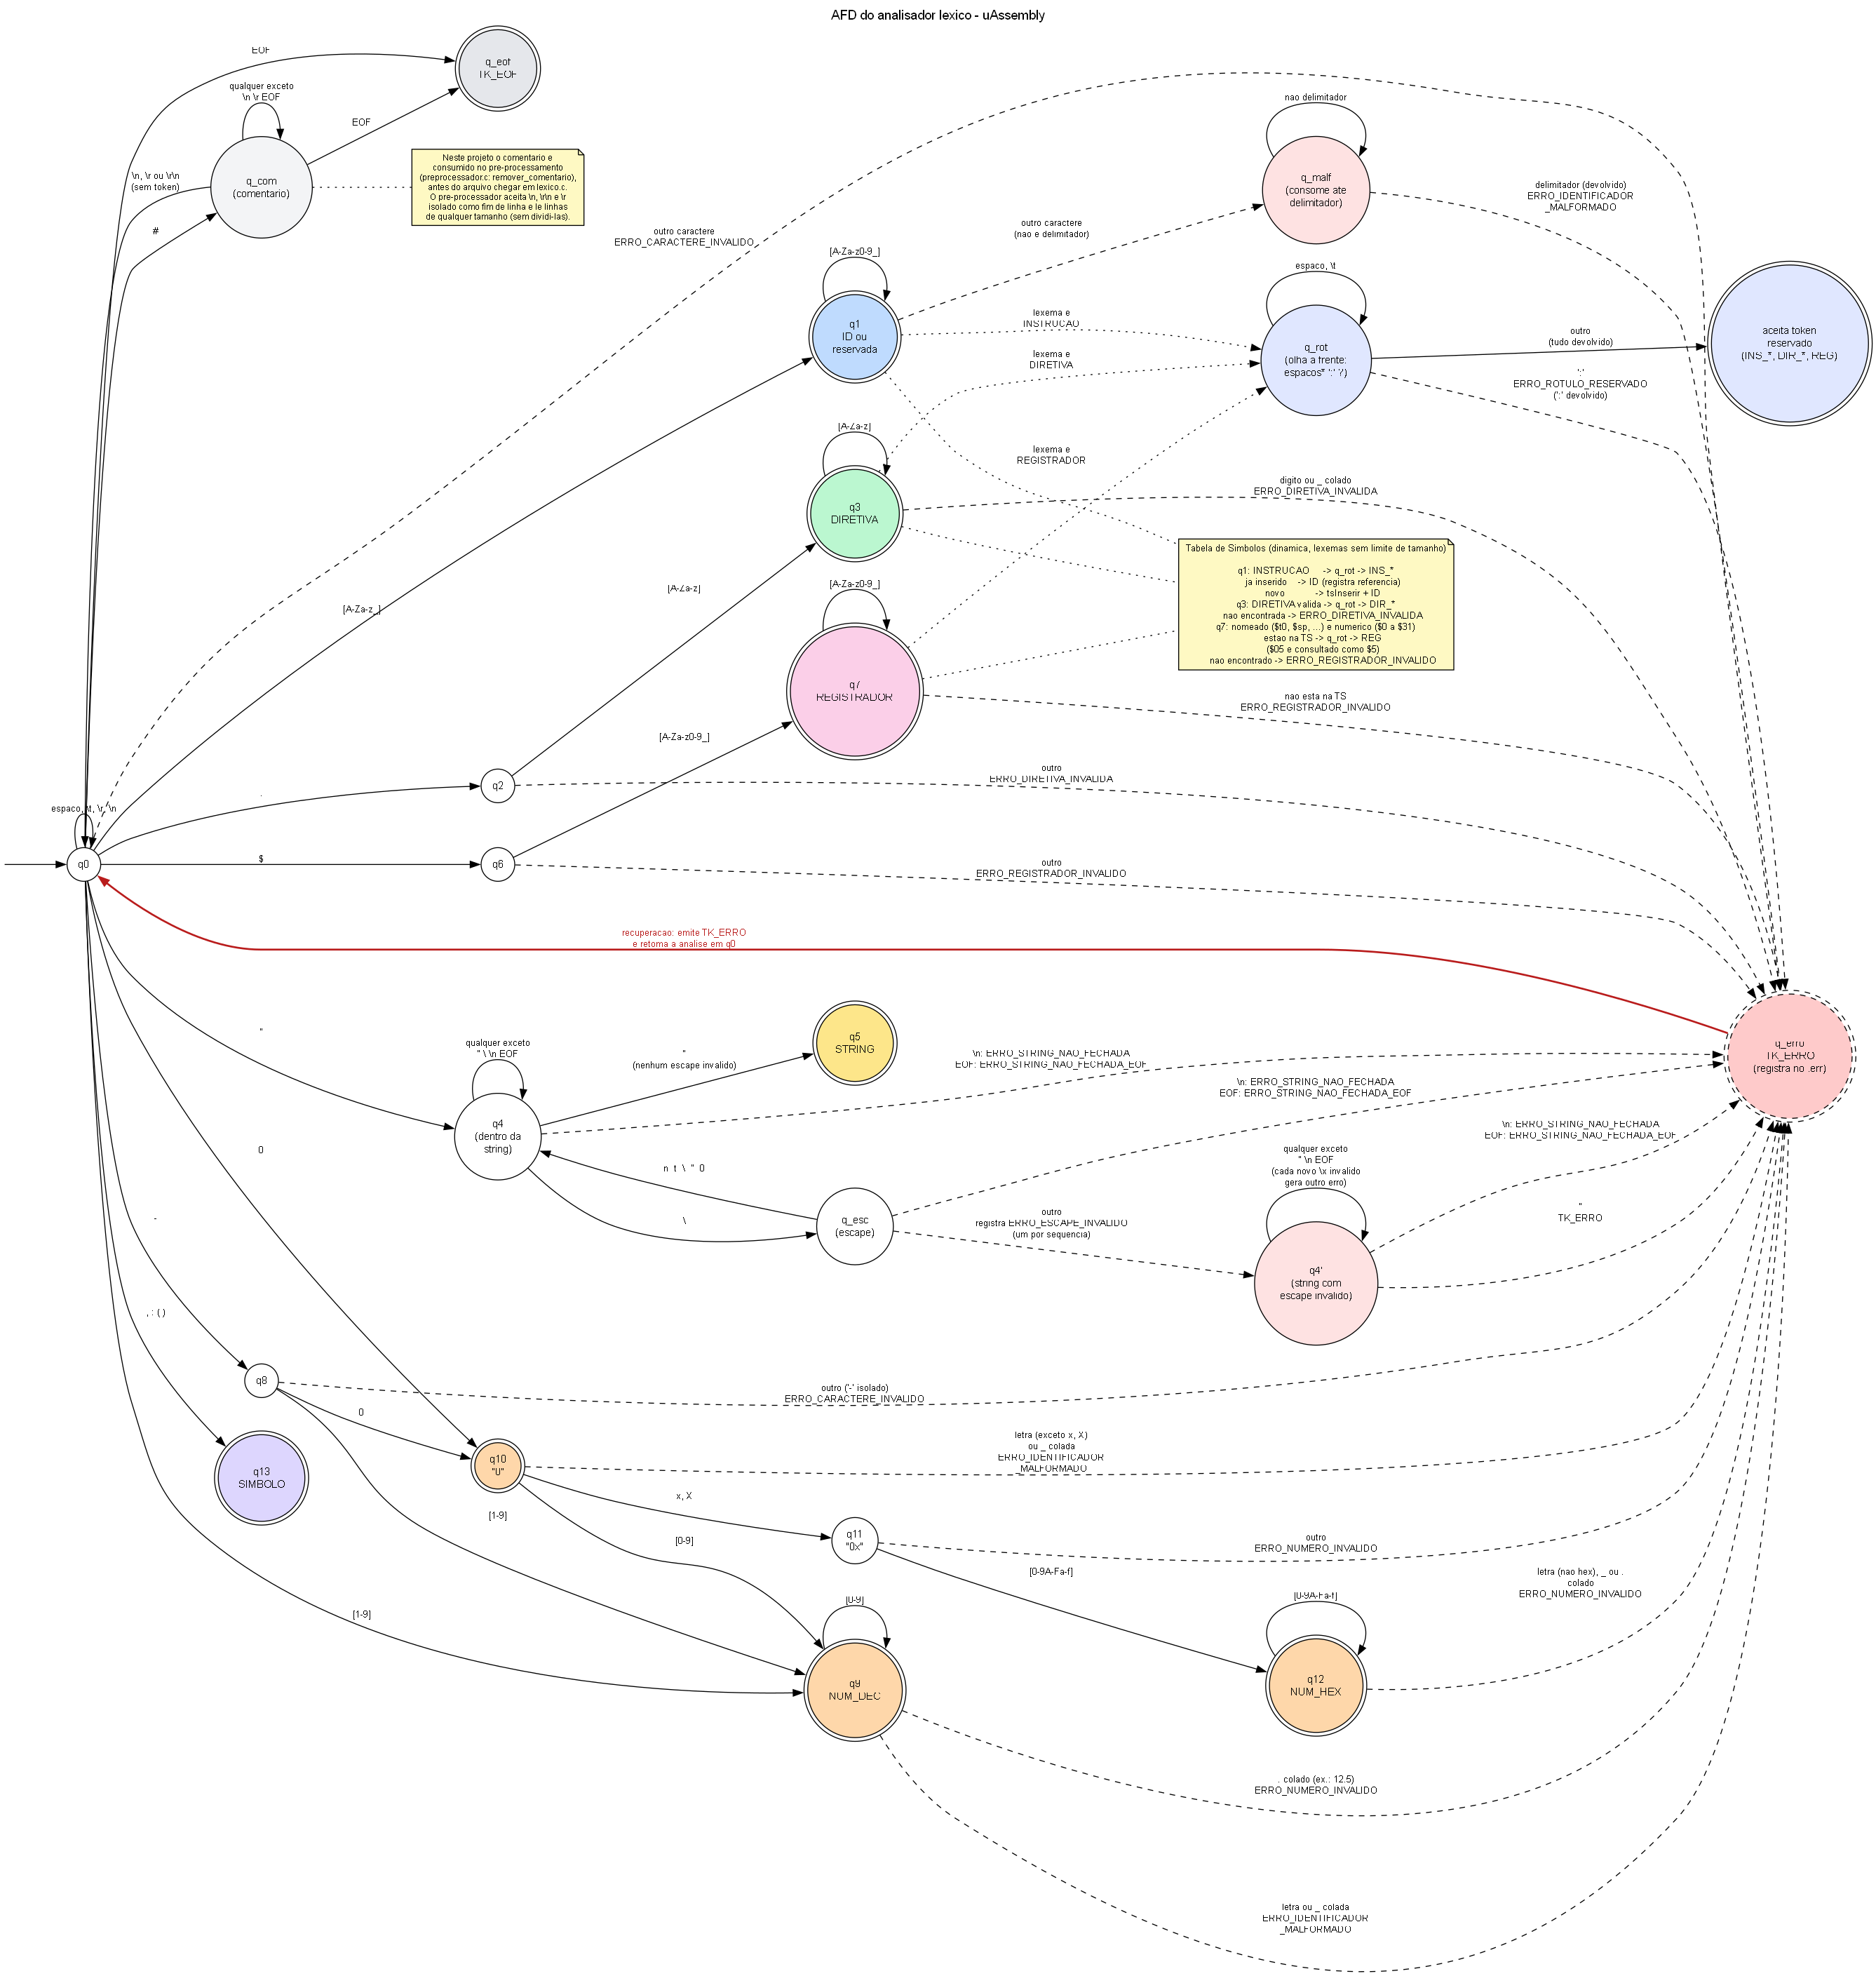 AFD do analisador lexico - uAssembly
EOF
q_eof
TK_EOF
qualquer exceto
\n \r EOF
EOF
\n, \r ou \r\n
(sem token)
q_com
(comentario)
#
Neste projeto o comentario e
consumido no pre-processamento
(preprocessador.c: remover_comentario),
antes do arquivo chegar em lexico.c.
O pre-processador aceita \n, \r\n e \r
isolado como fim de linha e le linhas
de qualquer tamanho (sem dividi-las).
outro caractere
ERRO_CARACTERE_INVALIDO
nao delimitador
q_malf
(consome ate
delimitador)
delimitador (devolvido)
ERRO_IDENTIFICADOR
_MALFORMADO
outro caractere
(nao e delimitador)
[A-Za-z0-9_]
q1
ID ou
reservada
lexema e
INSTRUCAO
espaco, \t
q_rot
(olha a frente:
espacos* ':' ?)
outro
(tudo devolvido)
aceita token
reservado
(INS_*, DIR_*, REG)
':'
ERRO_ROTULO_RESERVADO
(':' devolvido)
lexema e
DIRETIVA
[A-Za-z]
q3
DIRETIVA
lexema e
REGISTRADOR
digito ou _ colado
ERRO_DIRETIVA_INVALIDA
Tabela de Simbolos (dinamica, lexemas sem limite de tamanho)
q1: INSTRUCAO -> q_rot -> INS_*
ja inserido -> ID (registra referencia)
novo -> tsInserir + ID
q3: DIRETIVA valida -> q_rot -> DIR_*
nao encontrada -> ERRO_DIRETIVA_INVALIDA
q7: nomeado ($t0, $sp, ...) e numerico ($0 a $31)
estao na TS -> q_rot -> REG
($05 e consultado como $5)
nao encontrado -> ERRO_REGISTRADOR_INVALIDO
[A-Za-z_]
[A-Za-z]
[A-Za-z0-9_]
q7
REGISTRADOR
nao esta na TS
ERRO_REGISTRADOR_INVALIDO
[A-Za-z0-9_]
.
q2
outro
ERRO_DIRETIVA_INVALIDA
espaco, \t, \r, \n
q0
$
q6
outro
ERRO_REGISTRADOR_INVALIDO
recuperacao: emite TK_ERRO
e retoma a analise em q0
q_erro
TK_ERRO
(registra no .err)
"
qualquer exceto
" \ \n EOF
q4
(dentro da
string)
"
(nenhum escape invalido)
q5
STRING
\n: ERRO_STRING_NAO_FECHADA
EOF: ERRO_STRING_NAO_FECHADA_EOF
\n: ERRO_STRING_NAO_FECHADA
EOF: ERRO_STRING_NAO_FECHADA_EOF
0
n t \ " 0
\
q_esc
(escape)
outro
registra ERRO_ESCAPE_INVALIDO
(um por sequencia)
qualquer exceto
" \n EOF
(cada novo \x invalido
gera outro erro)
q4'
(string com
escape invalido)
\n: ERRO_STRING_NAO_FECHADA
EOF: ERRO_STRING_NAO_FECHADA_EOF
"
TK_ERRO
-
, : ( )
q8
outro ('-' isolado)
ERRO_CARACTERE_INVALIDO
0
q13
SIMBOLO
q10
"0"
letra (exceto x, X)
ou _ colada
ERRO_IDENTIFICADOR
_MALFORMADO
x, X
[1-9]
[0-9]
q11
"0x"
outro
ERRO_NUMERO_INVALIDO
[0-9A-Fa-f]
[0-9A-Fa-f]
q12
NUM_HEX
letra (nao hex), _ ou .
colado
ERRO_NUMERO_INVALIDO
[1-9]
[0-9]
q9
NUM_DEC
. colado (ex.: 12.5)
ERRO_NUMERO_INVALIDO
letra ou _ colada
ERRO_IDENTIFICADOR
_MALFORMADO